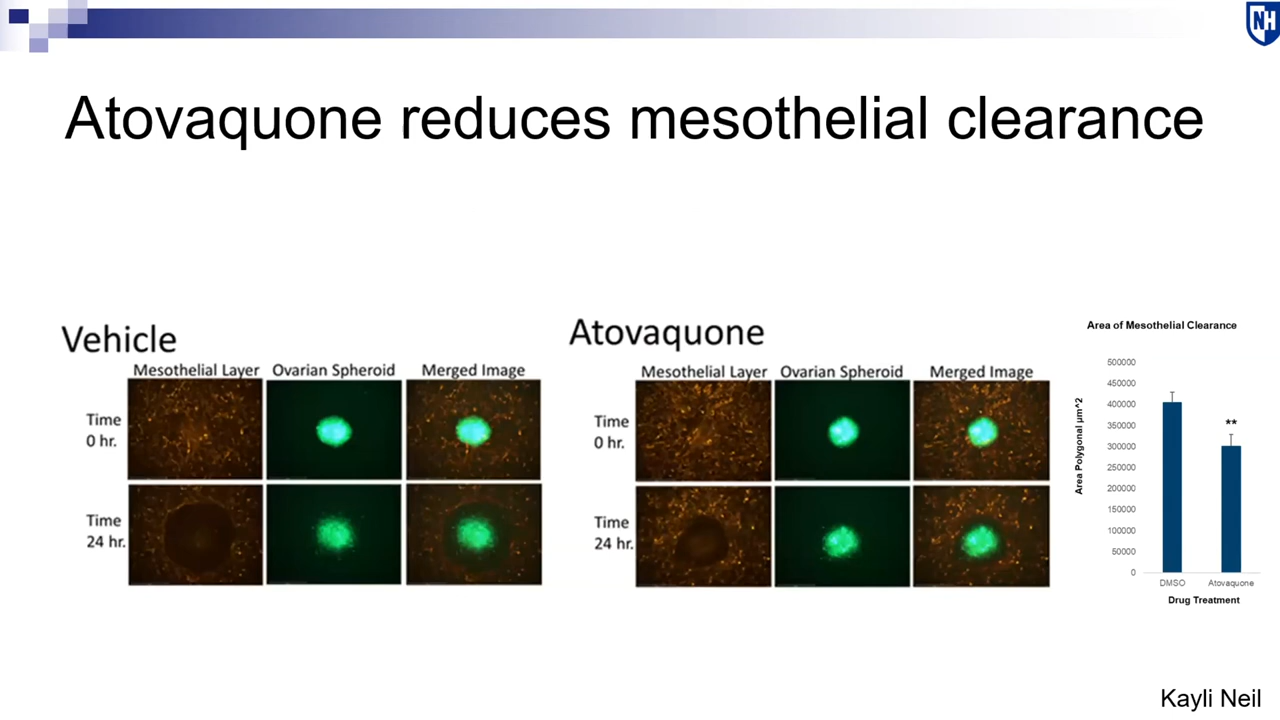 NH
Atovaquone reduces mesothelial clearance
Vehicle
Mesothelial Layer Ovarian Spheroid Merged Image
Time
0 hr.
Time
24 hr.
Atovaquone
Mesothelial Layer Ovarian Spheroid Merged Image
Time
0 hr.
Time
24 hr.
Area of Mesothelial Clearance
Area Polygonal µm^2
500000
450000
400000
350000
300000
250000
200000
150000
100000
50000
0
**
DMSO Atovaquone
Drug Treatment
Kayli Neil